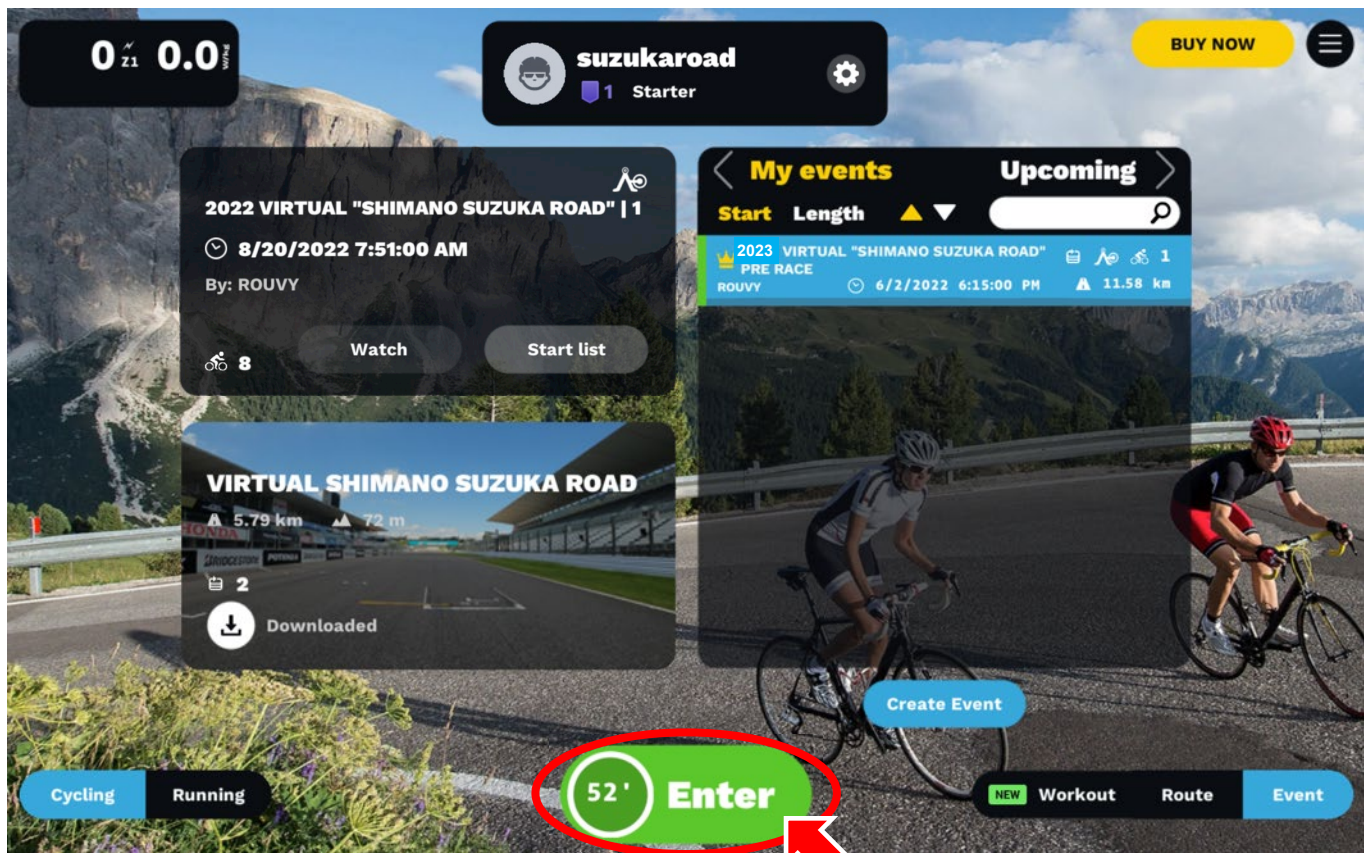 0 Z1 0.0 W/kg
suzukaroad
1 Starter
BUY NOW
2022 VIRTUAL "SHIMANO SUZUKA ROAD" | 1
8/20/2022 7:51:00 AM
By: ROUVY
8 Watch Start list
VIRTUAL SHIMANO SUZUKA ROAD
5.79 km 72 m
HONDA
BRIDGESTONE POTENZA
2
Downloaded
My events Upcoming
Start Length
2023 VIRTUAL "SHIMANO SUZUKA ROAD" 1
PRE RACE
ROUVY 6/2/2022 6:15:00 PM 11.58 km
Create Event
Cycling Running
52' Enter
NEW Workout Route Event